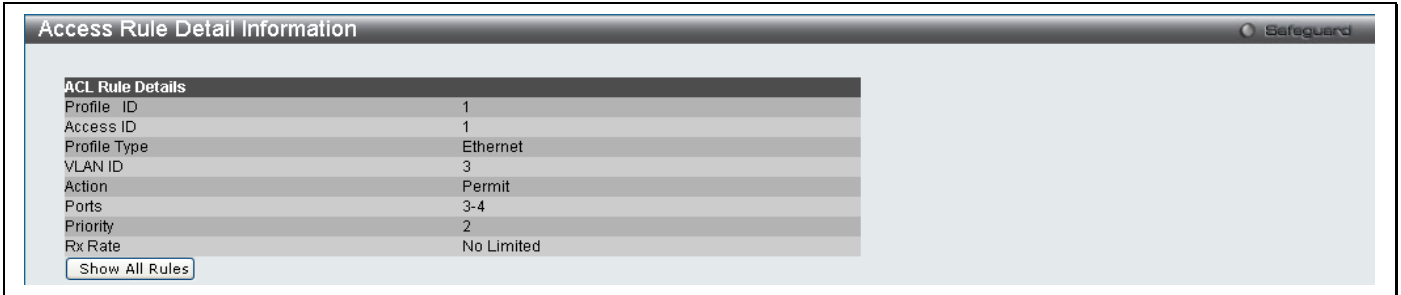 Access Rule Detail Information
Safeguard
ACL Rule Details
Profile ID 1
Access ID 1
Profile Type Ethernet
VLAN ID 3
Action Permit
Ports 3-4
Priority 2
Rx Rate No Limited
Show All Rules